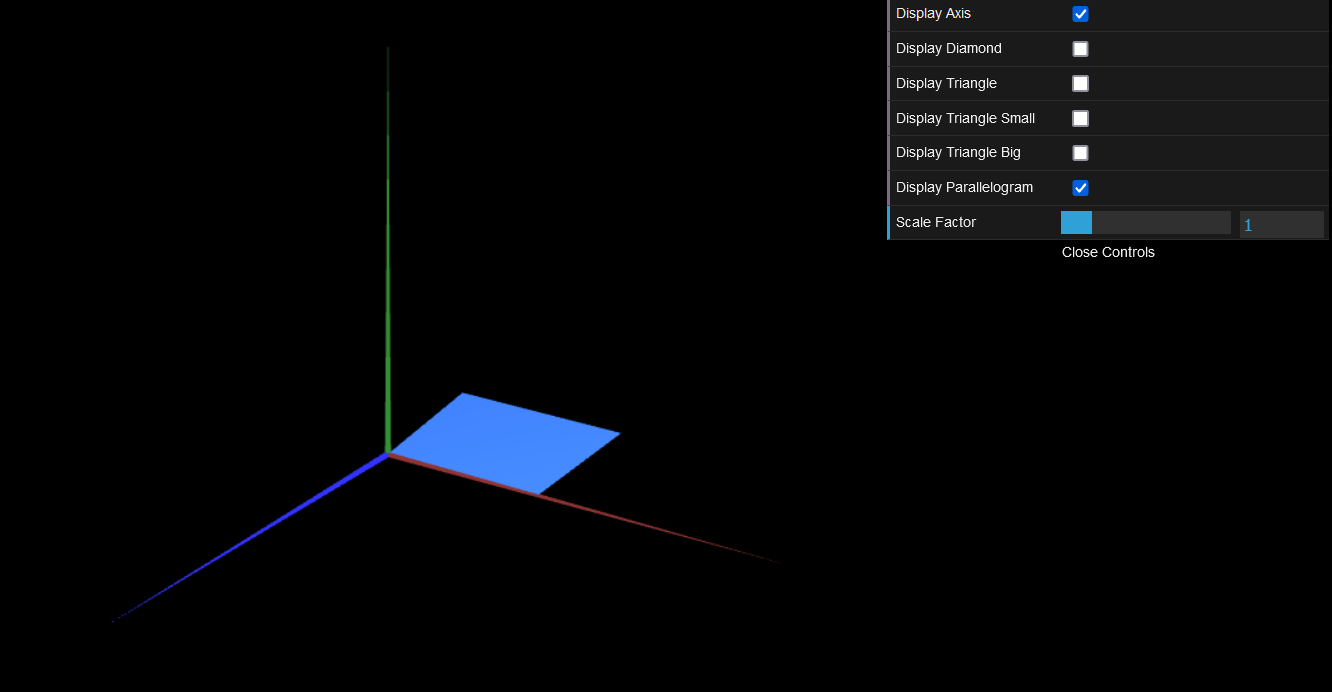 Display Axis
Display Diamond
Display Triangle
Display Triangle Small
Display Triangle Big
Display Parallelogram
Scale Factor 1
Close Controls